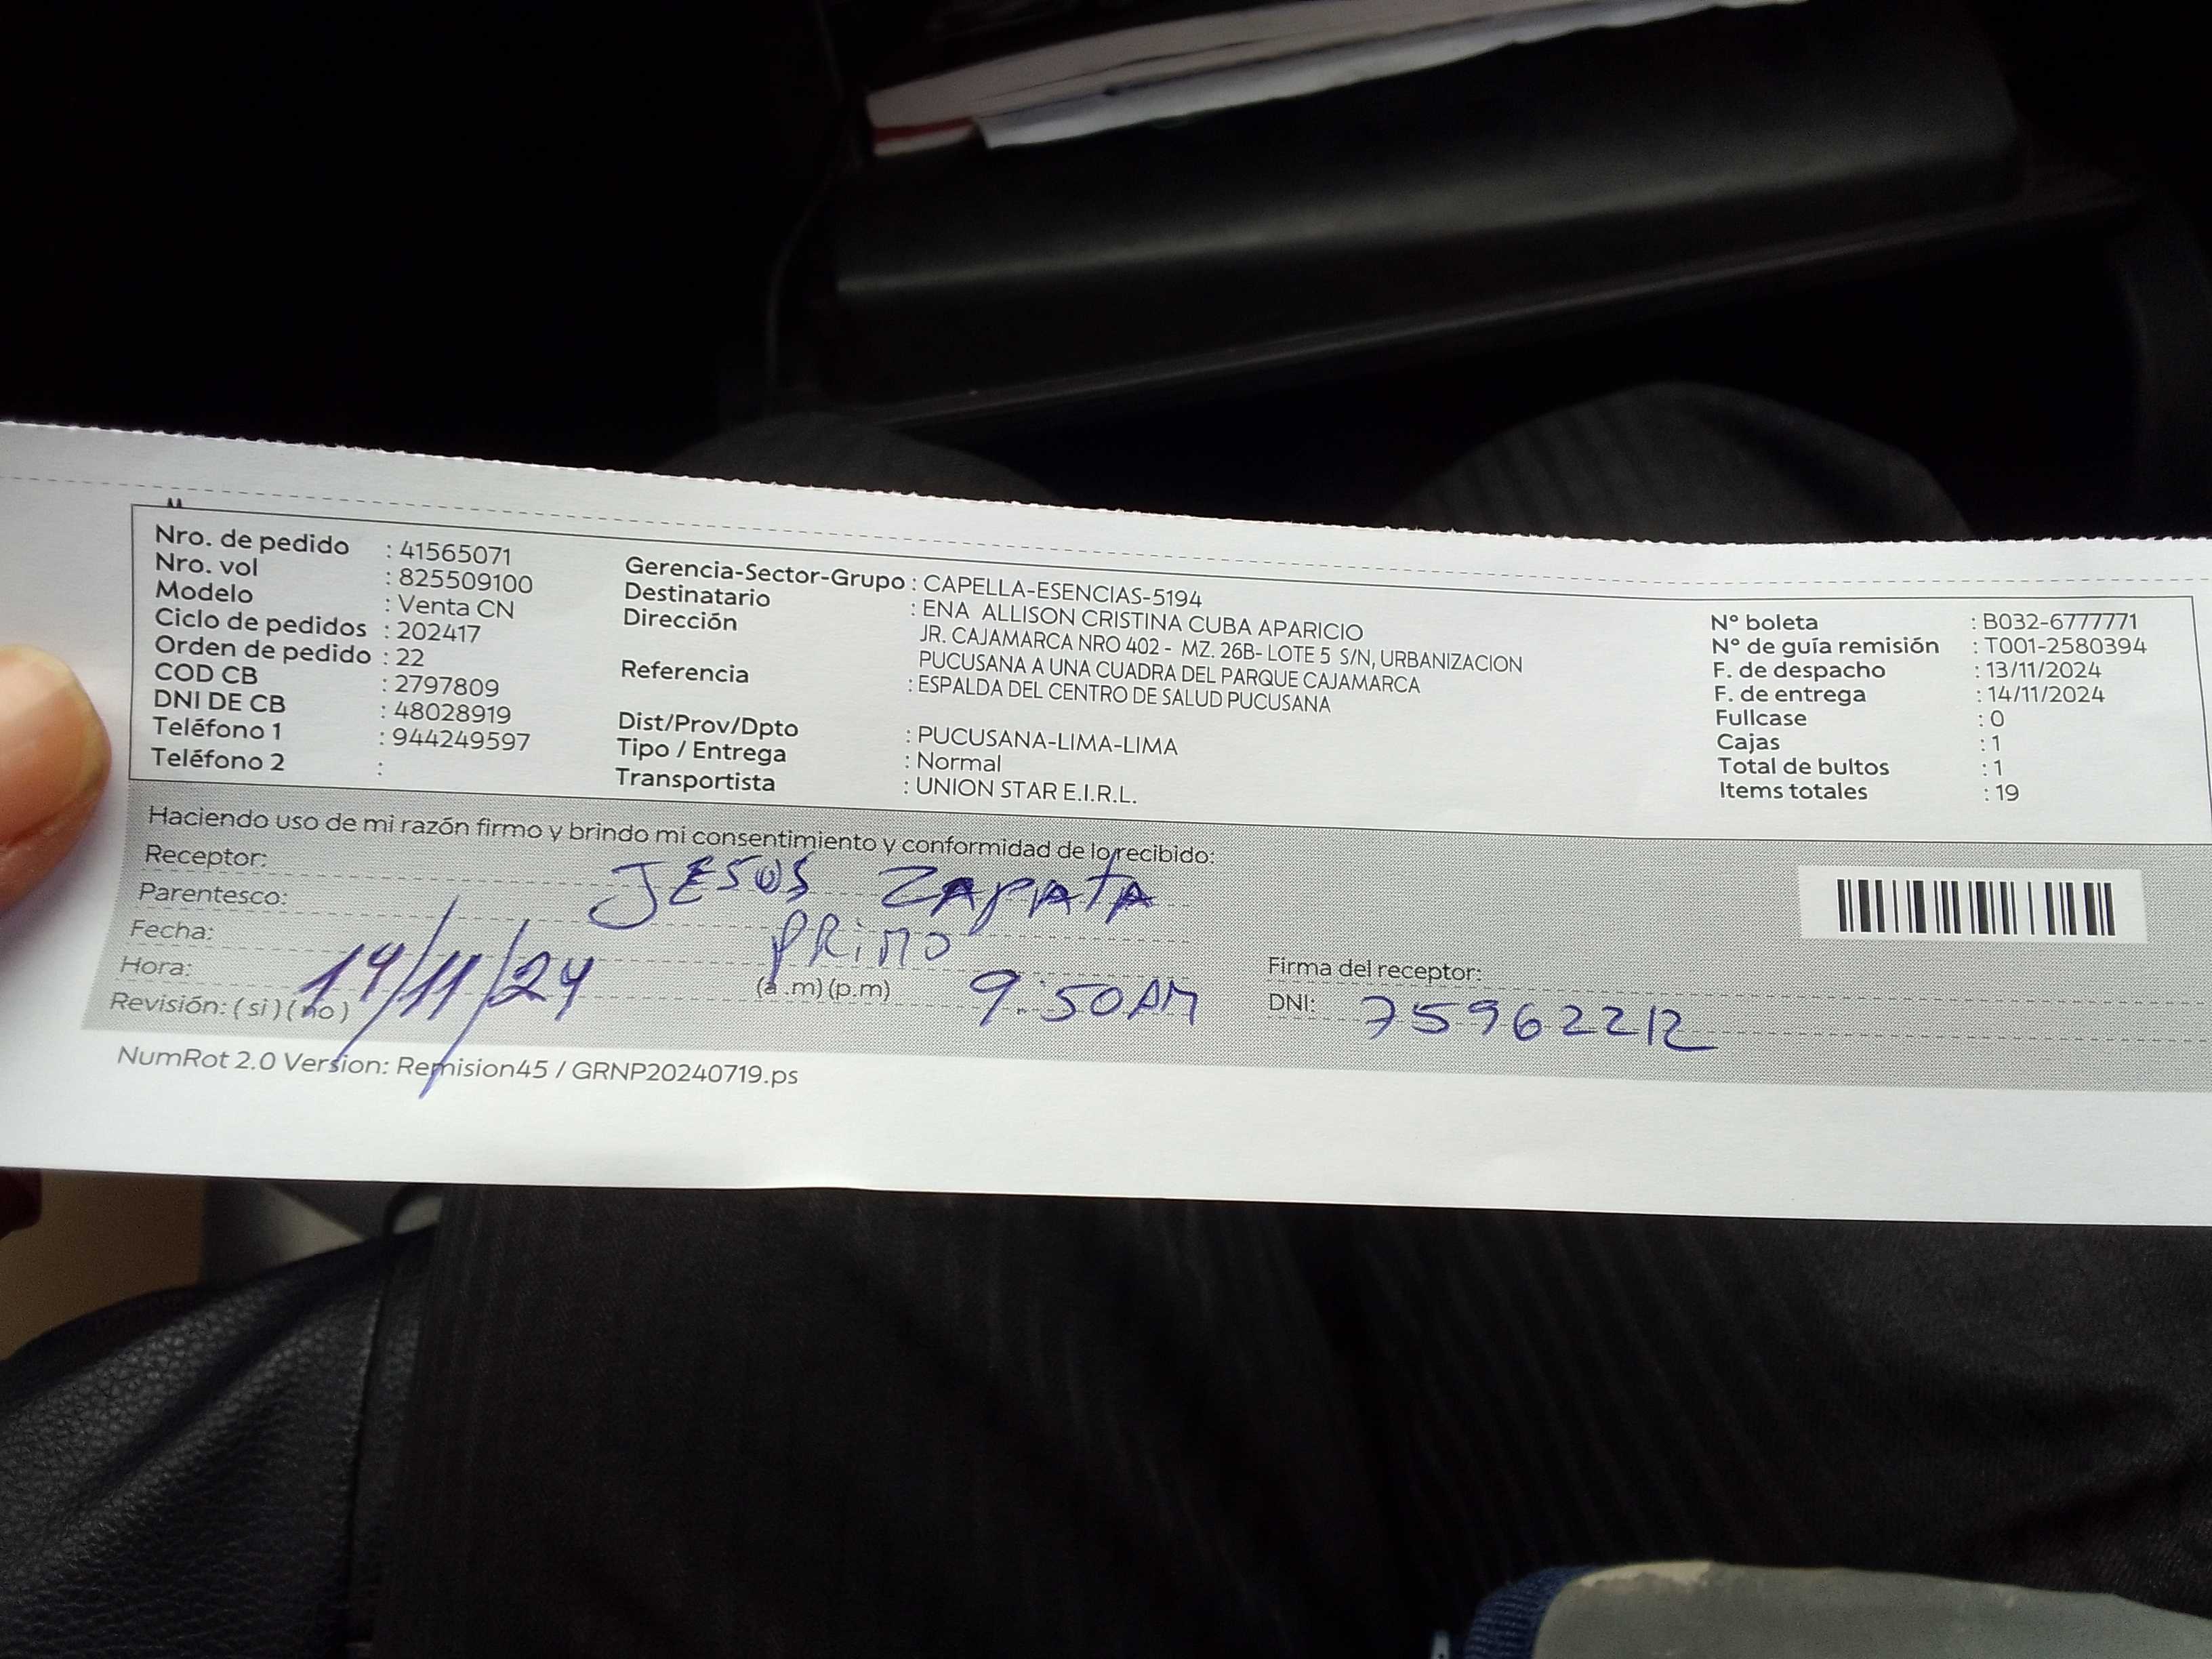 Nro. de pedido : 41565071
Nro. vol : 825509100
Modelo : Venta CN
Ciclo de pedidos : 202417
Orden de pedido : 22
COD CB : 2797809
DNI DE CB : 48028919
Teléfono 1 : 944249597
Teléfono 2 :
Gerencia-Sector-Grupo : CAPELLA-ESENCIAS-5194
Destinatario : ENA ALLISON CRISTINA CUBA APARICIO
Dirección JR. CAJAMARCA NRO 402 - MZ. 26B- LOTE 5 S/N, URBANIZACION
PUCUSANA A UNA CUADRA DEL PARQUE CAJAMARCA
Referencia : ESPALDA DEL CENTRO DE SALUD PUCUSANA
Dist/Prov/Dpto : PUCUSANA-LIMA-LIMA
Tipo / Entrega : Normal
Transportista : UNION STAR E.I.R.L.
N° boleta : B032-6777771
N° de guía remisión : T001-2580394
F. de despacho : 13/11/2024
F. de entrega : 14/11/2024
Fullcase : 0
Cajas : 1
Total de bultos : 1
Items totales : 19
Haciendo uso de mi razón firmo y brindo mi consentimiento y conformidad de lo recibido:
Receptor: JESUS ZAPATA
Parentesco: PRIMO
Fecha: 14/11/24
Hora: (a.m) (p.m) 9:50 AM
Revisión: ( si ) ( no )
Firma del receptor:
DNI: 75962212
NumRot 2.0 Version: Remision45 / GRNP20240719.ps